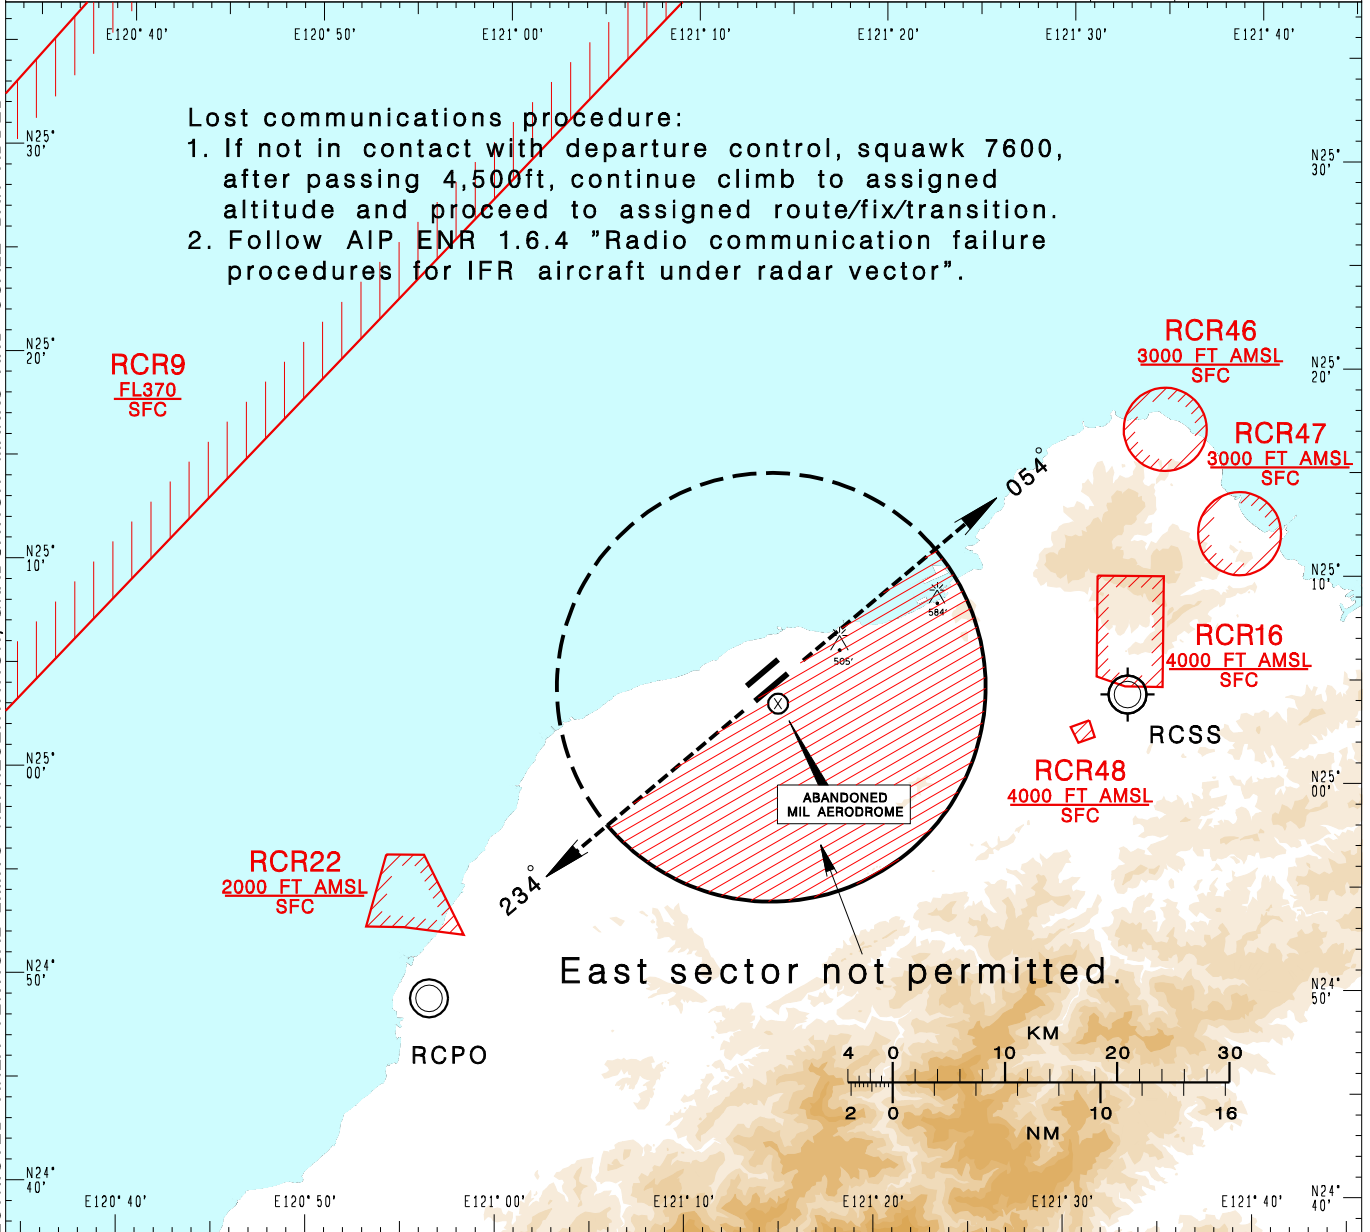 E120°40'
E120°50'
E121°00'
E121°10'
E121°20'
E121°30'
E121°40'
Lost communications procedure:
1. If not in contact with departure control, squawk 7600,
after passing 4,500ft, continue climb to assigned
altitude and proceed to assigned route/fix/transition.
2. Follow AIP ENR 1.6.4 "Radio communication failure
procedures for IFR aircraft under radar vector".
N25°
30'
N25°
30'
N25°
20'
N25°
20'
RCR9
FL370
SFC
RCR46
3000 FT AMSL
SFC
RCR47
3000 FT AMSL
SFC
054°
N25°
10'
N25°
10'
584'
505'
RCR16
4000 FT AMSL
SFC
RCSS
X
N25°
00'
N25°
00'
RCR48
4000 FT AMSL
SFC
ABANDONED
MIL AERODROME
RCR22
2000 FT AMSL
SFC
234°
East sector not permitted.
N24°
50'
N24°
50'
RCPO
KM
4 0 10 20 30
2 0 10 16
NM
N24°
40'
N24°
40'
E120°40'
E120°50'
E121°00'
E121°10'
E121°20'
E121°30'
E121°40'